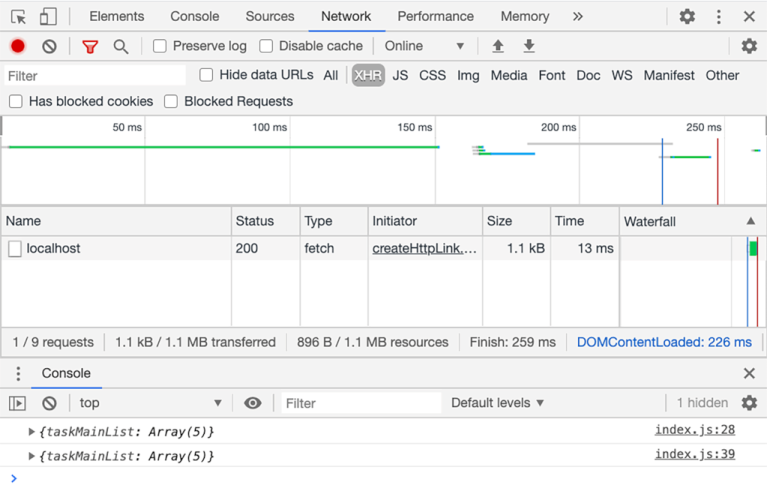 Elements Console Sources Network Performance Memory »
Preserve log Disable cache Online ▼
Filter Hide data URLs All XHR JS CSS Img Media Font Doc WS Manifest Other
Has blocked cookies Blocked Requests
50 ms 100 ms 150 ms 200 ms 250 ms
Name Status Type Initiator Size Time Waterfall ▲
localhost 200 fetch createHttpLink.… 1.1 kB 13 ms
1 / 9 requests 1.1 kB / 1.1 MB transferred 896 B / 1.1 MB resources Finish: 259 ms DOMContentLoaded: 226 ms
Console
top ▼ Filter Default levels ▼ 1 hidden
▶ {taskMainList: Array(5)} index.js:28
▶ {taskMainList: Array(5)} index.js:39
>